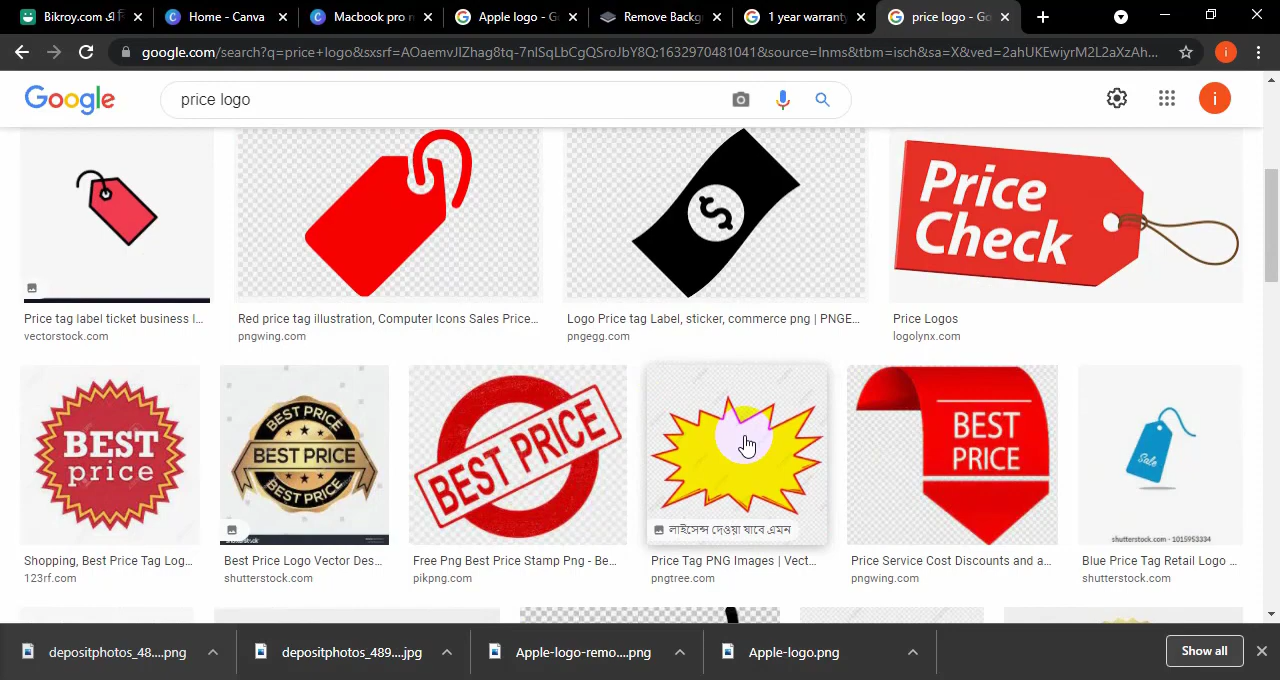 Bikroy.com
Home - Canva
Macbook pro
Apple logo - G
Remove Backg
1 year warranty
price logo - Go
google.com/search?q=price+logo&sxsrf=AOaemvJIZhag8tq-7nlSqLbCgQSroJbY8Q:1632970481041&source=lnms&tbm=isch&sa=X&ved=2ahUKEwiyrM2L2aXzAh...
i
Google
price logo
i
Price
Check
Price tag label ticket business l...
Red price tag illustration, Computer Icons Sales Price...
Logo Price tag Label, sticker, commerce png | PNGE...
Price Logos
vectorstock.com
pngwing.com
pngegg.com
logolynx.com
BEST
price
BEST PRICE
BEST PRICE
BEST PRICE
BEST PRICE
লাইসেন্স দেওয়া যাবে এমন
BEST
PRICE
Sale
shutterstock.com · 1015953334
Shopping, Best Price Tag Log...
Best Price Logo Vector Des...
Free Png Best Price Stamp Png - Be...
Price Tag PNG Images | Vect...
Price Service Cost Discounts and a...
Blue Price Tag Retail Logo ...
123rf.com
shutterstock.com
pikpng.com
pngtree.com
pngwing.com
shutterstock.com
depositphotos_48....png
depositphotos_489....jpg
Apple-logo-remo....png
Apple-logo.png
Show all